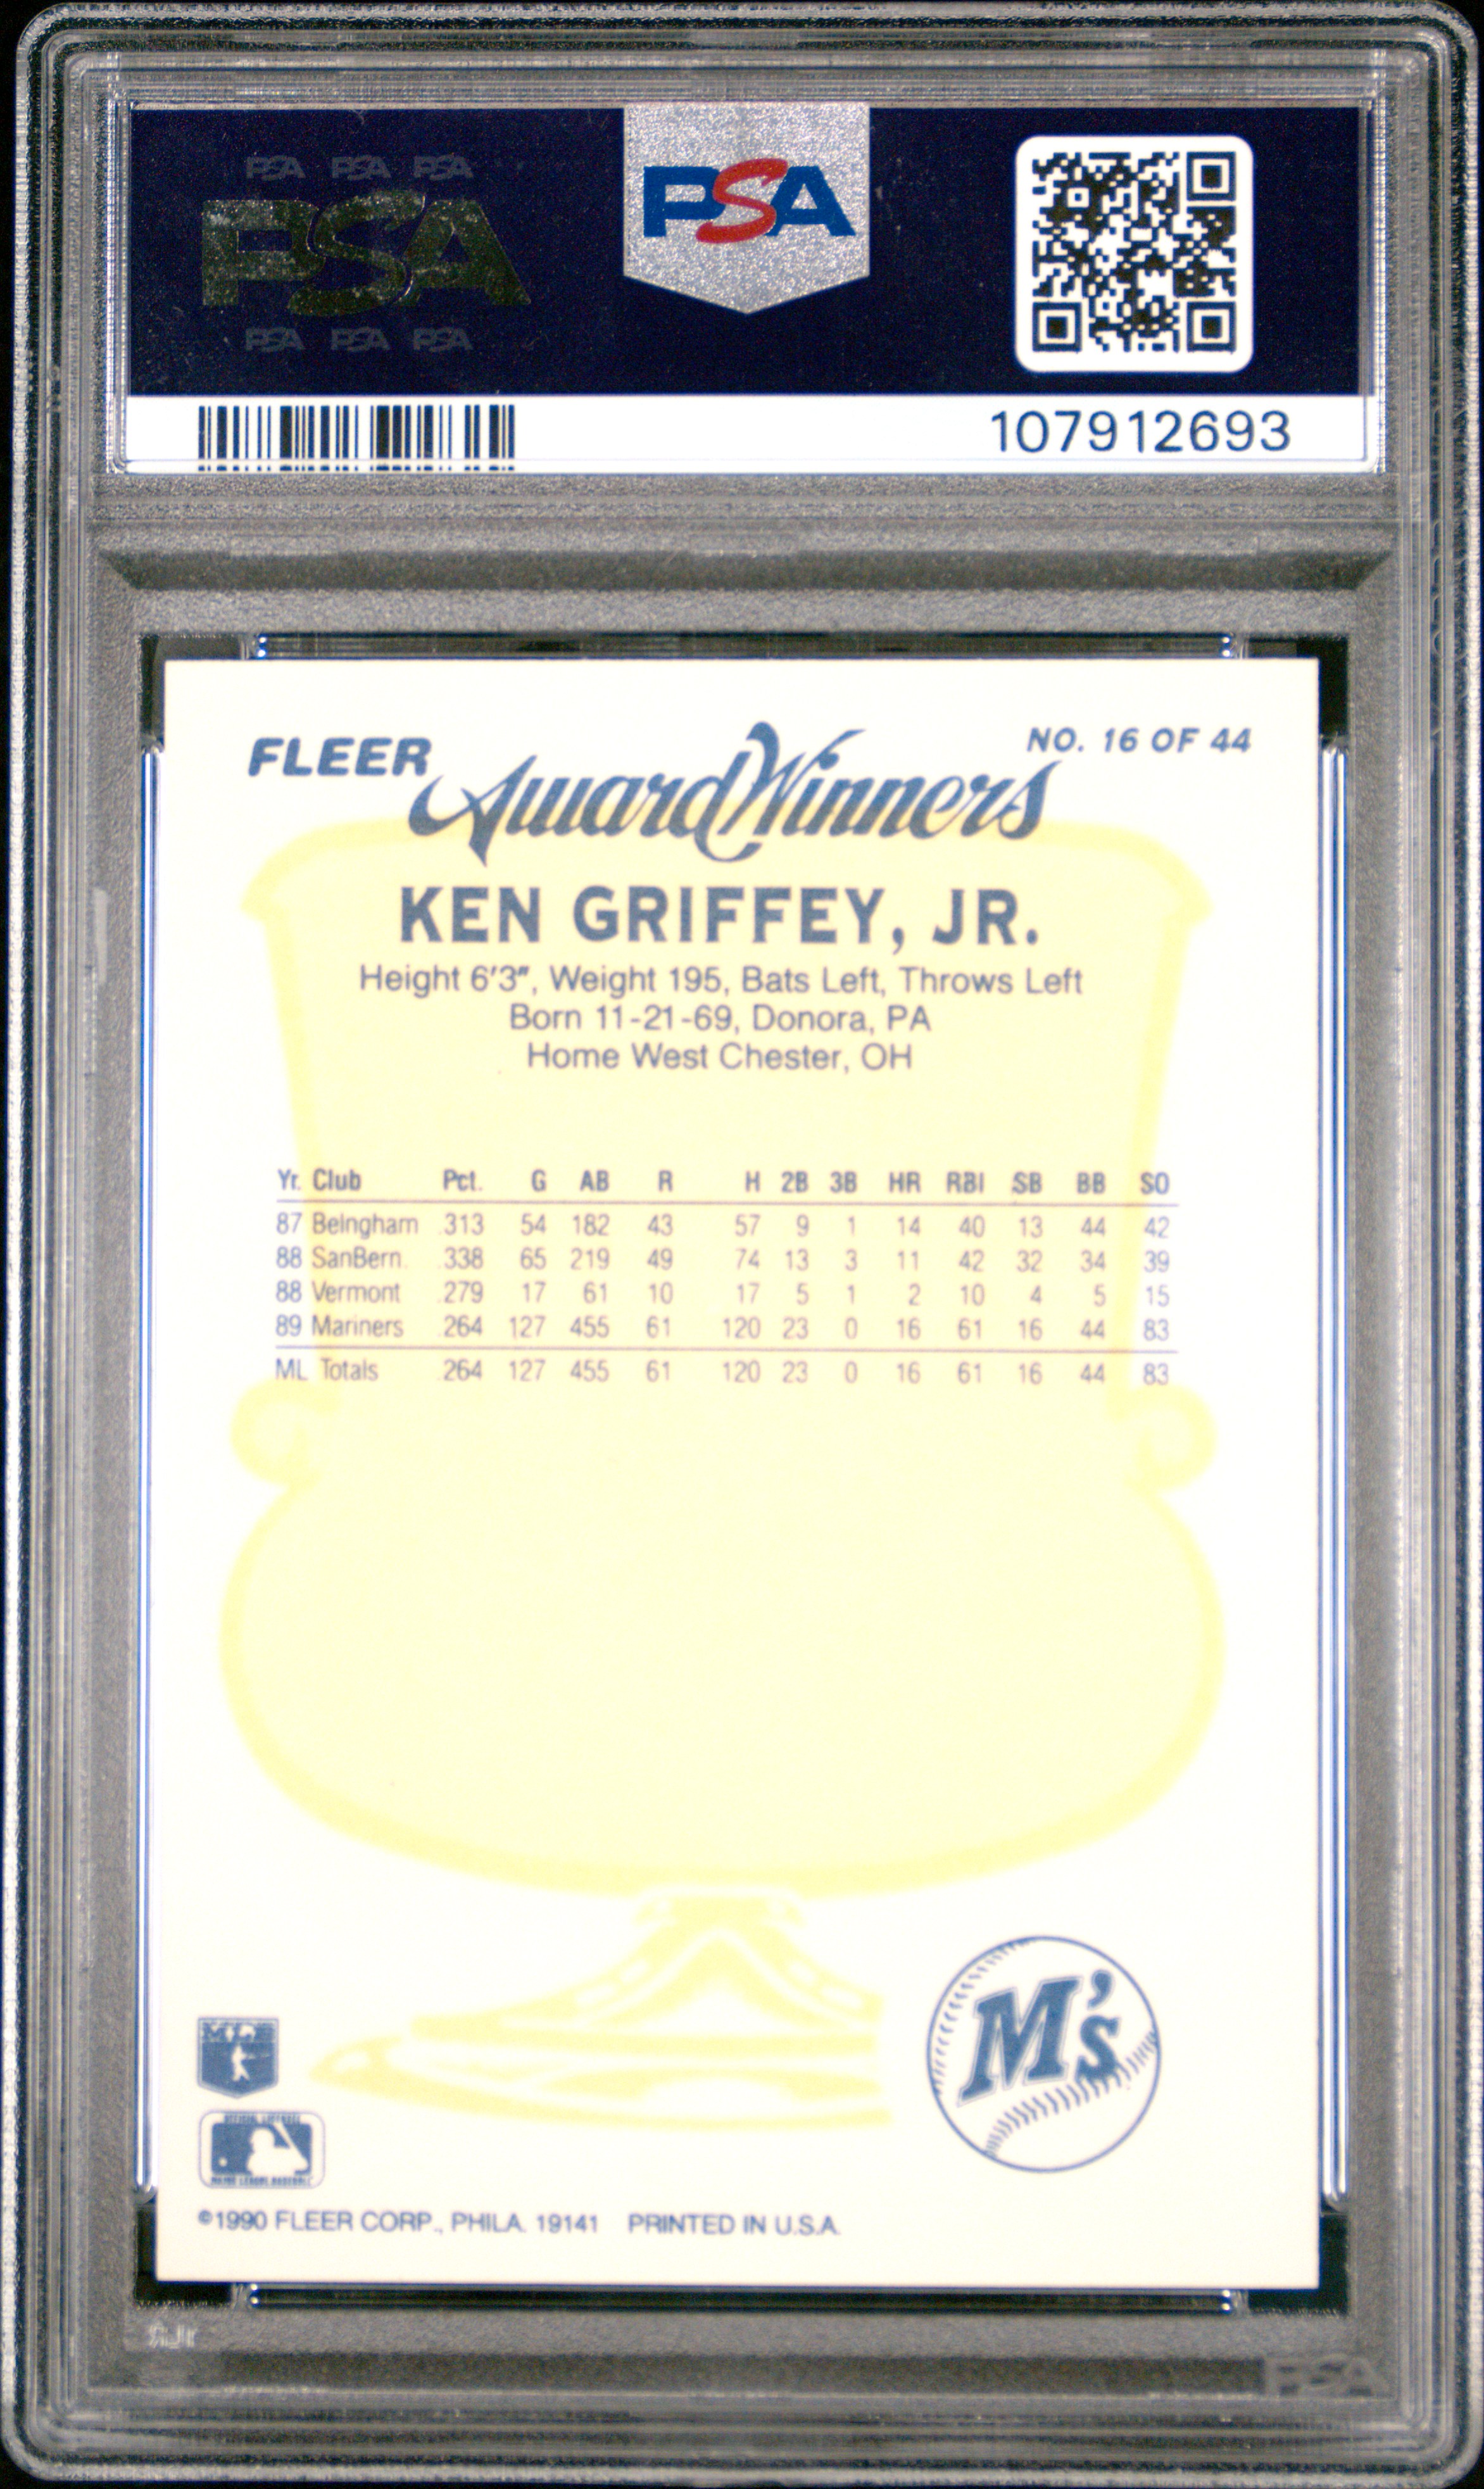 PSA PSA PSA
PSA
PSA PSA PSA
PSA
107912693
FLEER
Award Winners
NO. 16 OF 44
KEN GRIFFEY, JR.
Height 6'3", Weight 195, Bats Left, Throws Left
Born 11-21-69, Donora, PA
Home West Chester, OH
Yr. Club Pct. G AB R H 2B 3B HR RBI SB BB SO
87 Belngham .313 54 182 43 57 9 1 14 40 13 44 42
88 SanBern. .338 65 219 49 74 13 3 11 42 32 34 39
88 Vermont .279 17 61 10 17 5 1 2 10 4 5 15
89 Mariners .264 127 455 61 120 23 0 16 61 16 44 83
ML Totals .264 127 455 61 120 23 0 16 61 16 44 83
M's
©1990 FLEER CORP., PHILA. 19141 PRINTED IN U.S.A.
PSA